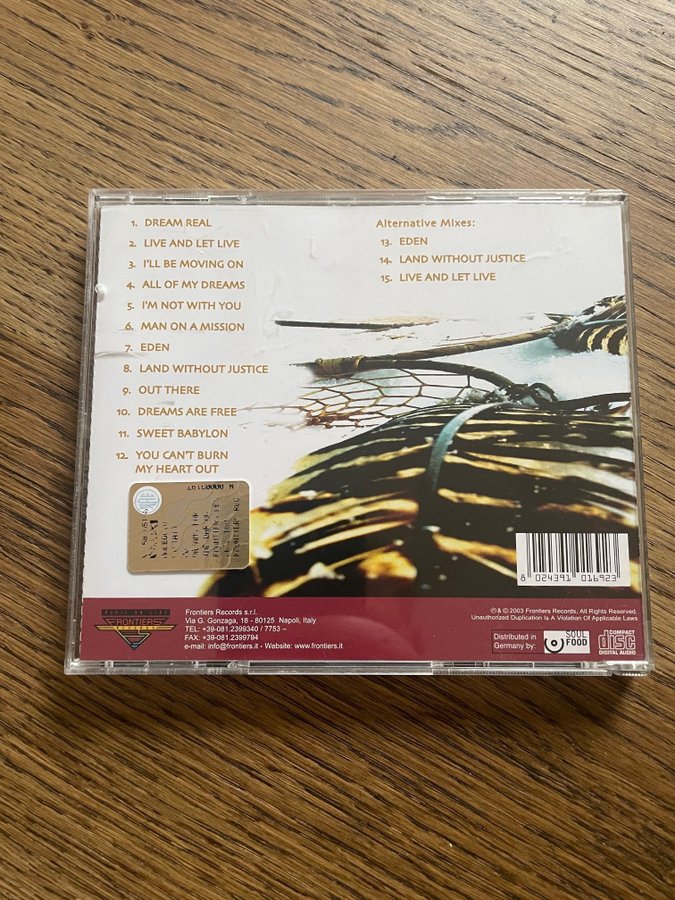 1. DREAM REAL
2. LIVE AND LET LIVE
3. I'LL BE MOVING ON
4. ALL OF MY DREAMS
5. I'M NOT WITH YOU
6. MAN ON A MISSION
7. EDEN
8. LAND WITHOUT JUSTICE
9. OUT THERE
10. DREAMS ARE FREE
11. SWEET BABYLON
12. YOU CAN'T BURN
MY HEART OUT
Alternative Mixes:
13. EDEN
14. LAND WITHOUT JUSTICE
15. LIVE AND LET LIVE
8 024391 016923
FRONTIERS
Frontiers Records s.r.l.
Via G. Gonzaga, 18 - 80125 Napoli, Italy
TEL: +39-081.2399340 / 7753 –
FAX: +39-081.2399794
e-mail: info@frontiers.it - Website: www.frontiers.it
℗ & © 2003 Frontiers Records, All Rights Reserved.
Unauthorized Duplication Is A Violation Of Applicable Laws
Distributed in
Germany by:
SOUL
FOOD
COMPACT
disc
DIGITAL AUDIO